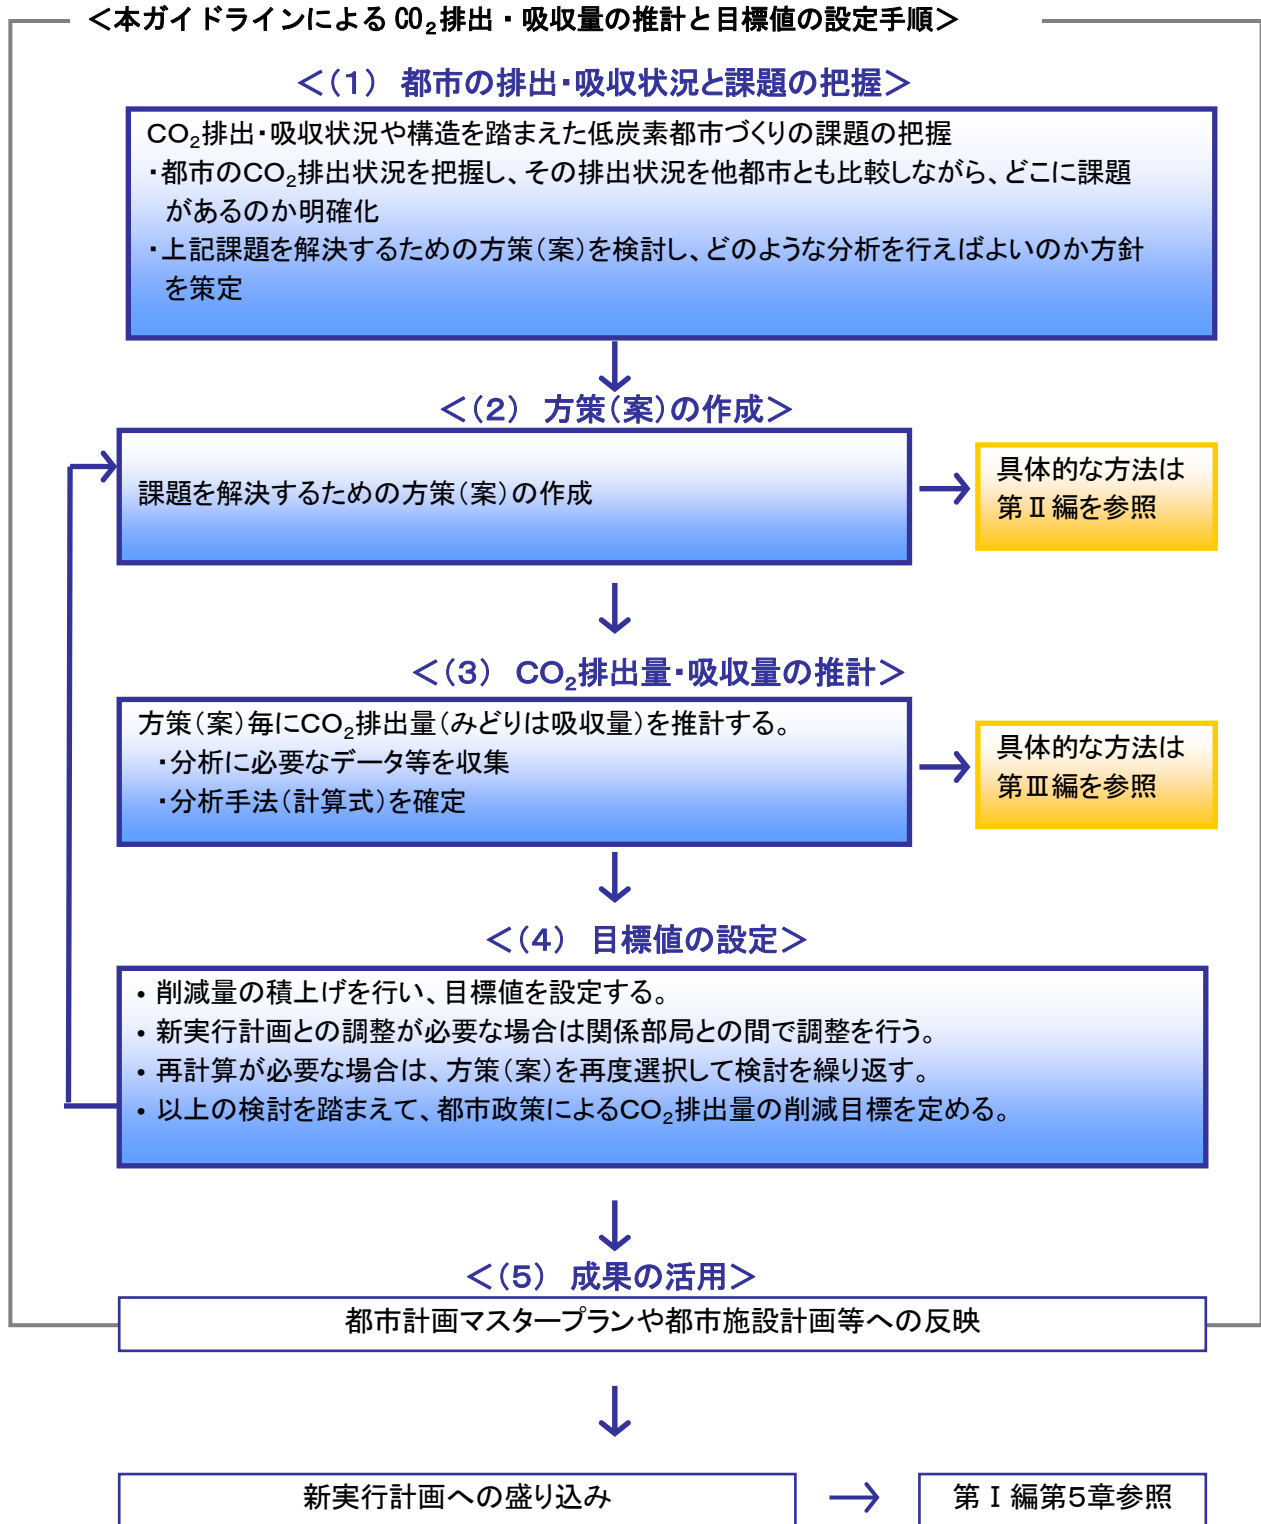 ＜本ガイドラインによる CO₂排出・吸収量の推計と目標値の設定手順＞
＜（１） 都市の排出・吸収状況と課題の把握＞
CO₂排出・吸収状況や構造を踏まえた低炭素都市づくりの課題の把握
・都市のCO₂排出状況を把握し、その排出状況を他都市とも比較しながら、どこに課題
があるのか明確化
・上記課題を解決するための方策（案）を検討し、どのような分析を行えばよいのか方針
を策定
＜（２） 方策（案）の作成＞
課題を解決するための方策（案）の作成
具体的な方法は
第Ⅱ編を参照
＜（３） CO₂排出量・吸収量の推計＞
方策（案）毎にCO₂排出量（みどりは吸収量）を推計する。
・分析に必要なデータ等を収集
・分析手法（計算式）を確定
具体的な方法は
第Ⅲ編を参照
＜（４） 目標値の設定＞
• 削減量の積上げを行い、目標値を設定する。
• 新実行計画との調整が必要な場合は関係部局との間で調整を行う。
• 再計算が必要な場合は、方策（案）を再度選択して検討を繰り返す。
• 以上の検討を踏まえて、都市政策によるCO₂排出量の削減目標を定める。
＜（５） 成果の活用＞
都市計画マスタープランや都市施設計画等への反映
新実行計画への盛り込み
第Ⅰ編第5章参照